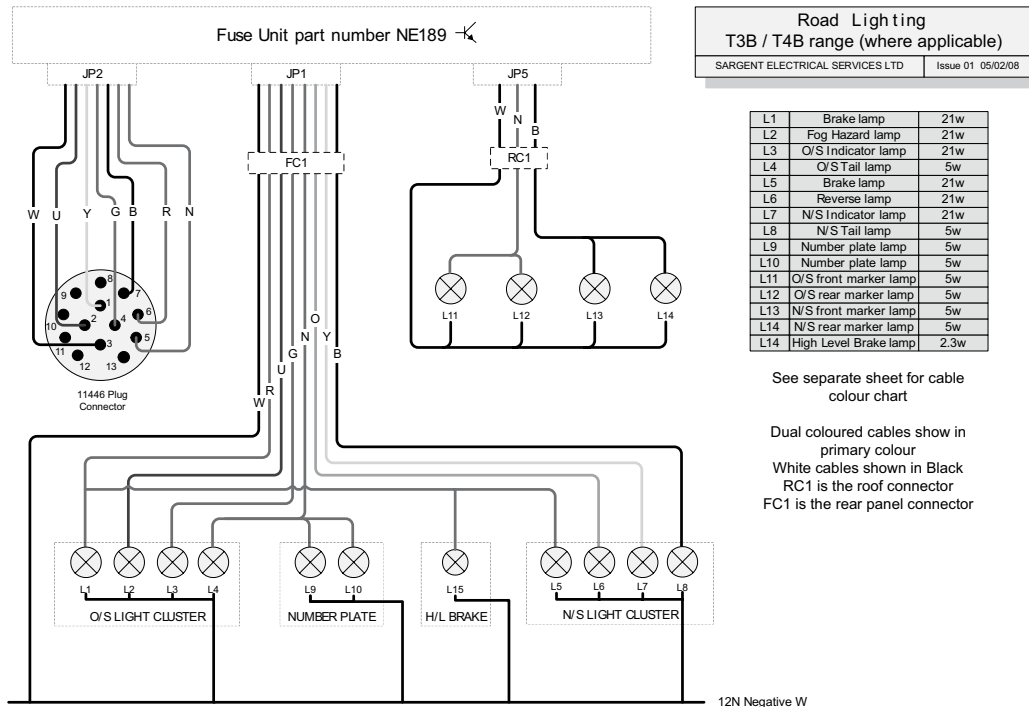 Fuse Unit part number NE189
JP2
JP1
JP5
Road Lighting
T3B / T4B range (where applicable)
SARGENT ELECTRICAL SERVICES LTD
Issue 01 05/02/08
W
N
B
FC1
RC1
W U Y G B R N
8
9
7
1
10
2
4
6
3
5
11
12
13
11446 Plug
Connector
L11
L12
L13
L14
W
R
U
G
N
O
Y
B
L1 Brake lamp 21w
L2 Fog Hazard lamp 21w
L3 O/S Indicator lamp 21w
L4 O/S Tail lamp 5w
L5 Brake lamp 21w
L6 Reverse lamp 21w
L7 N/S Indicator lamp 21w
L8 N/S Tail lamp 5w
L9 Number plate lamp 5w
L10 Number plate lamp 5w
L11 O/S front marker lamp 5w
L12 O/S rear marker lamp 5w
L13 N/S front marker lamp 5w
L14 N/S rear marker lamp 5w
L14 High Level Brake lamp 2.3w
See separate sheet for cable
colour chart
Dual coloured cables show in
primary colour
White cables shown in Black
RC1 is the roof connector
FC1 is the rear panel connector
L1 L2 L3 L4
O/S LIGHT CLUSTER
L9 L10
NUMBER PLATE
L15
H/L BRAKE
L5 L6 L7 L8
N/S LIGHT CLUSTER
12N Negative W